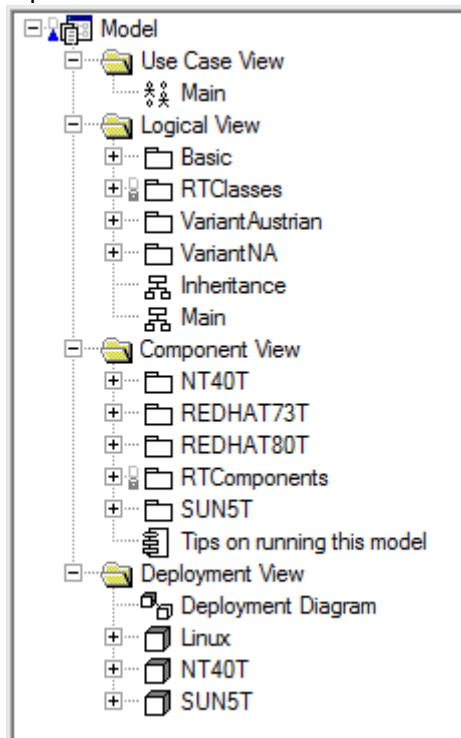 Model
Use Case View
Main
Logical View
Basic
RTClasses
VariantAustrian
VariantNA
Inheritance
Main
Component View
NT40T
REDHAT73T
REDHAT80T
RTComponents
SUN5T
Tips on running this model
Deployment View
Deployment Diagram
Linux
NT40T
SUN5T